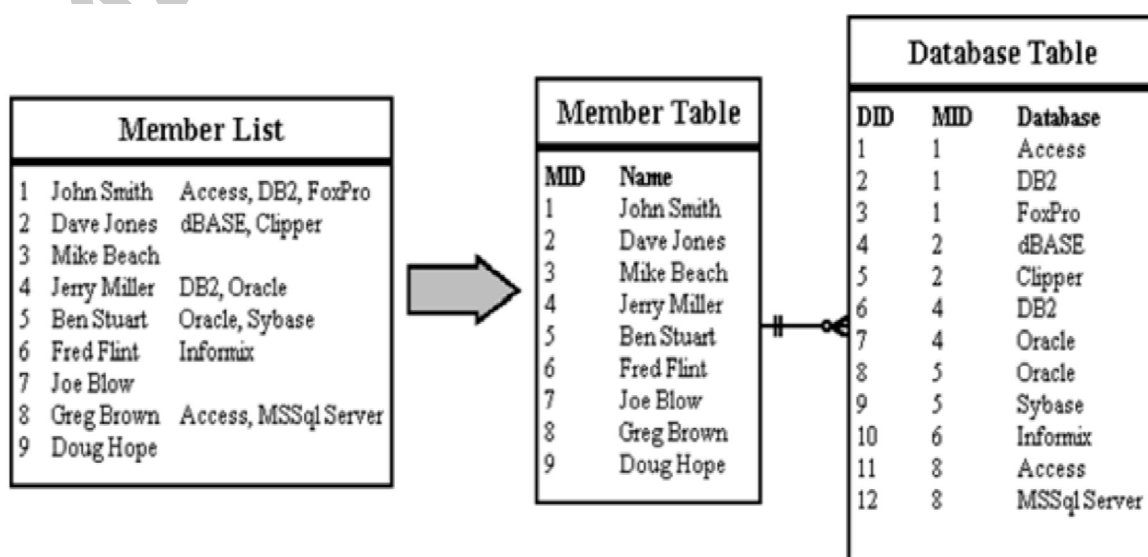 Member List
1 John Smith Access, DB2, FoxPro
2 Dave Jones dBASE, Clipper
3 Mike Beach
4 Jerry Miller DB2, Oracle
5 Ben Stuart Oracle, Sybase
6 Fred Flint Informix
7 Joe Blow
8 Greg Brown Access, MSSql Server
9 Doug Hope
Member Table
MID Name
1 John Smith
2 Dave Jones
3 Mike Beach
4 Jerry Miller
5 Ben Stuart
6 Fred Flint
7 Joe Blow
8 Greg Brown
9 Doug Hope
Database Table
DID MID Database
1 1 Access
2 1 DB2
3 1 FoxPro
4 2 dBASE
5 2 Clipper
6 4 DB2
7 4 Oracle
8 5 Oracle
9 5 Sybase
10 6 Informix
11 8 Access
12 8 MSSql Server